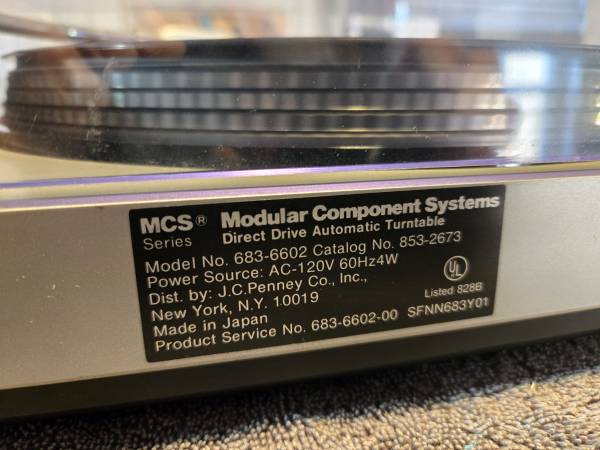 MCS® Modular Component Systems
Series Direct Drive Automatic Turntable
Model No. 683-6602 Catalog No. 853-2673
Power Source: AC-120V 60Hz4W
Dist. by: J.C.Penney Co., Inc.,
New York, N.Y. 10019
Made in Japan
Product Service No. 683-6602-00 SFNN683Y01
UL
Listed 828B